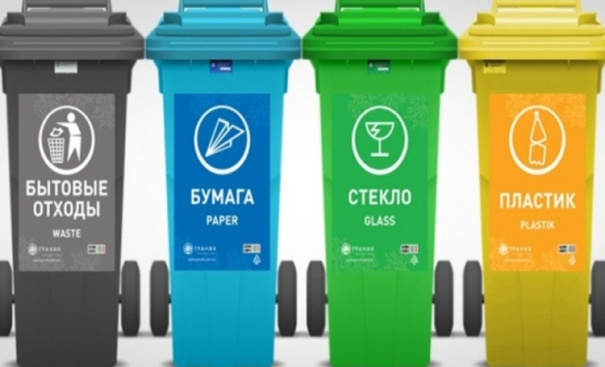 БЫТОВЫЕ
ОТХОДЫ
WASTE
БУМАГА
PAPER
СТЕКЛО
GLASS
ПЛАСТИК
PLASTIK